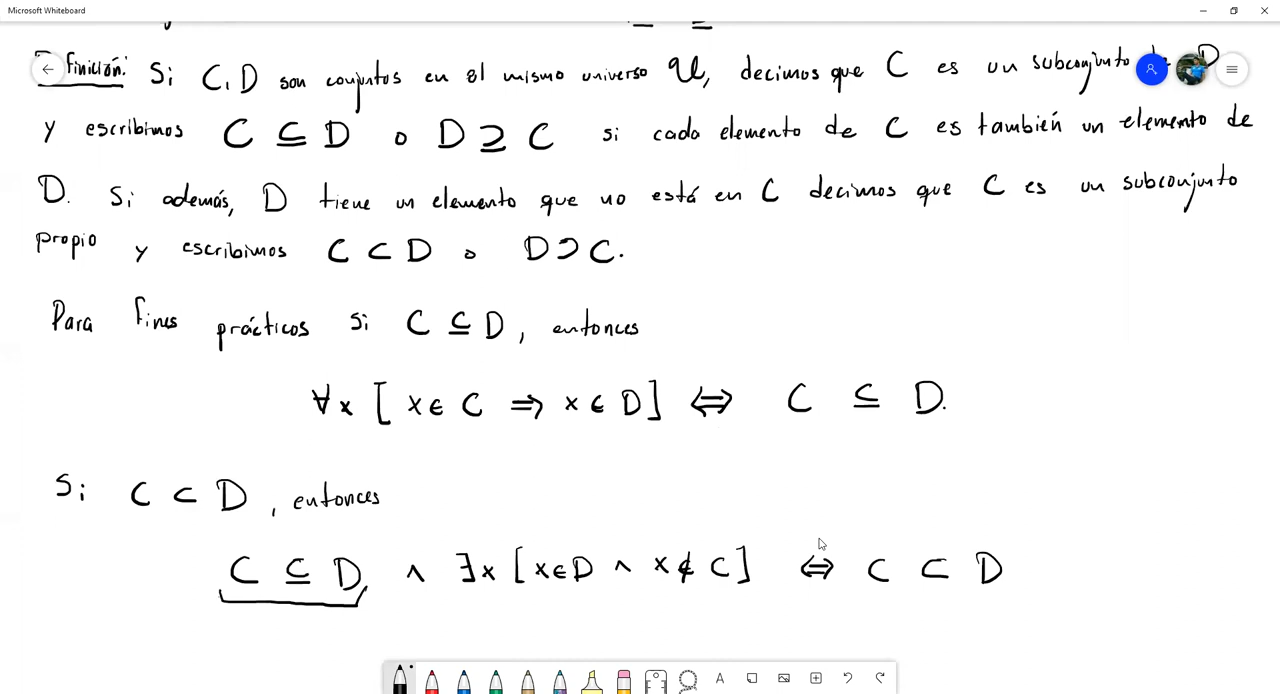 Microsoft Whiteboard
finición: Si C, D son conjuntos en el mismo universo 𝒰, decimos que C es un subconjunto de D
y escribimos C ⊆ D o D ⊇ C si cada elemento de C es también un elemento de
D. Si además, D tiene un elemento que no está en C decimos que C es un subconjunto
propio y escribimos C ⊂ D o D ⊃ C.
Para fines prácticos si C ⊆ D, entonces
∀x [x ∈ C ⇒ x ∈ D] ⇔ C ⊆ D.
Si C ⊂ D, entonces
C ⊆ D ∧ ∃x [x ∈ D ∧ x ∉ C] ⇔ C ⊂ D